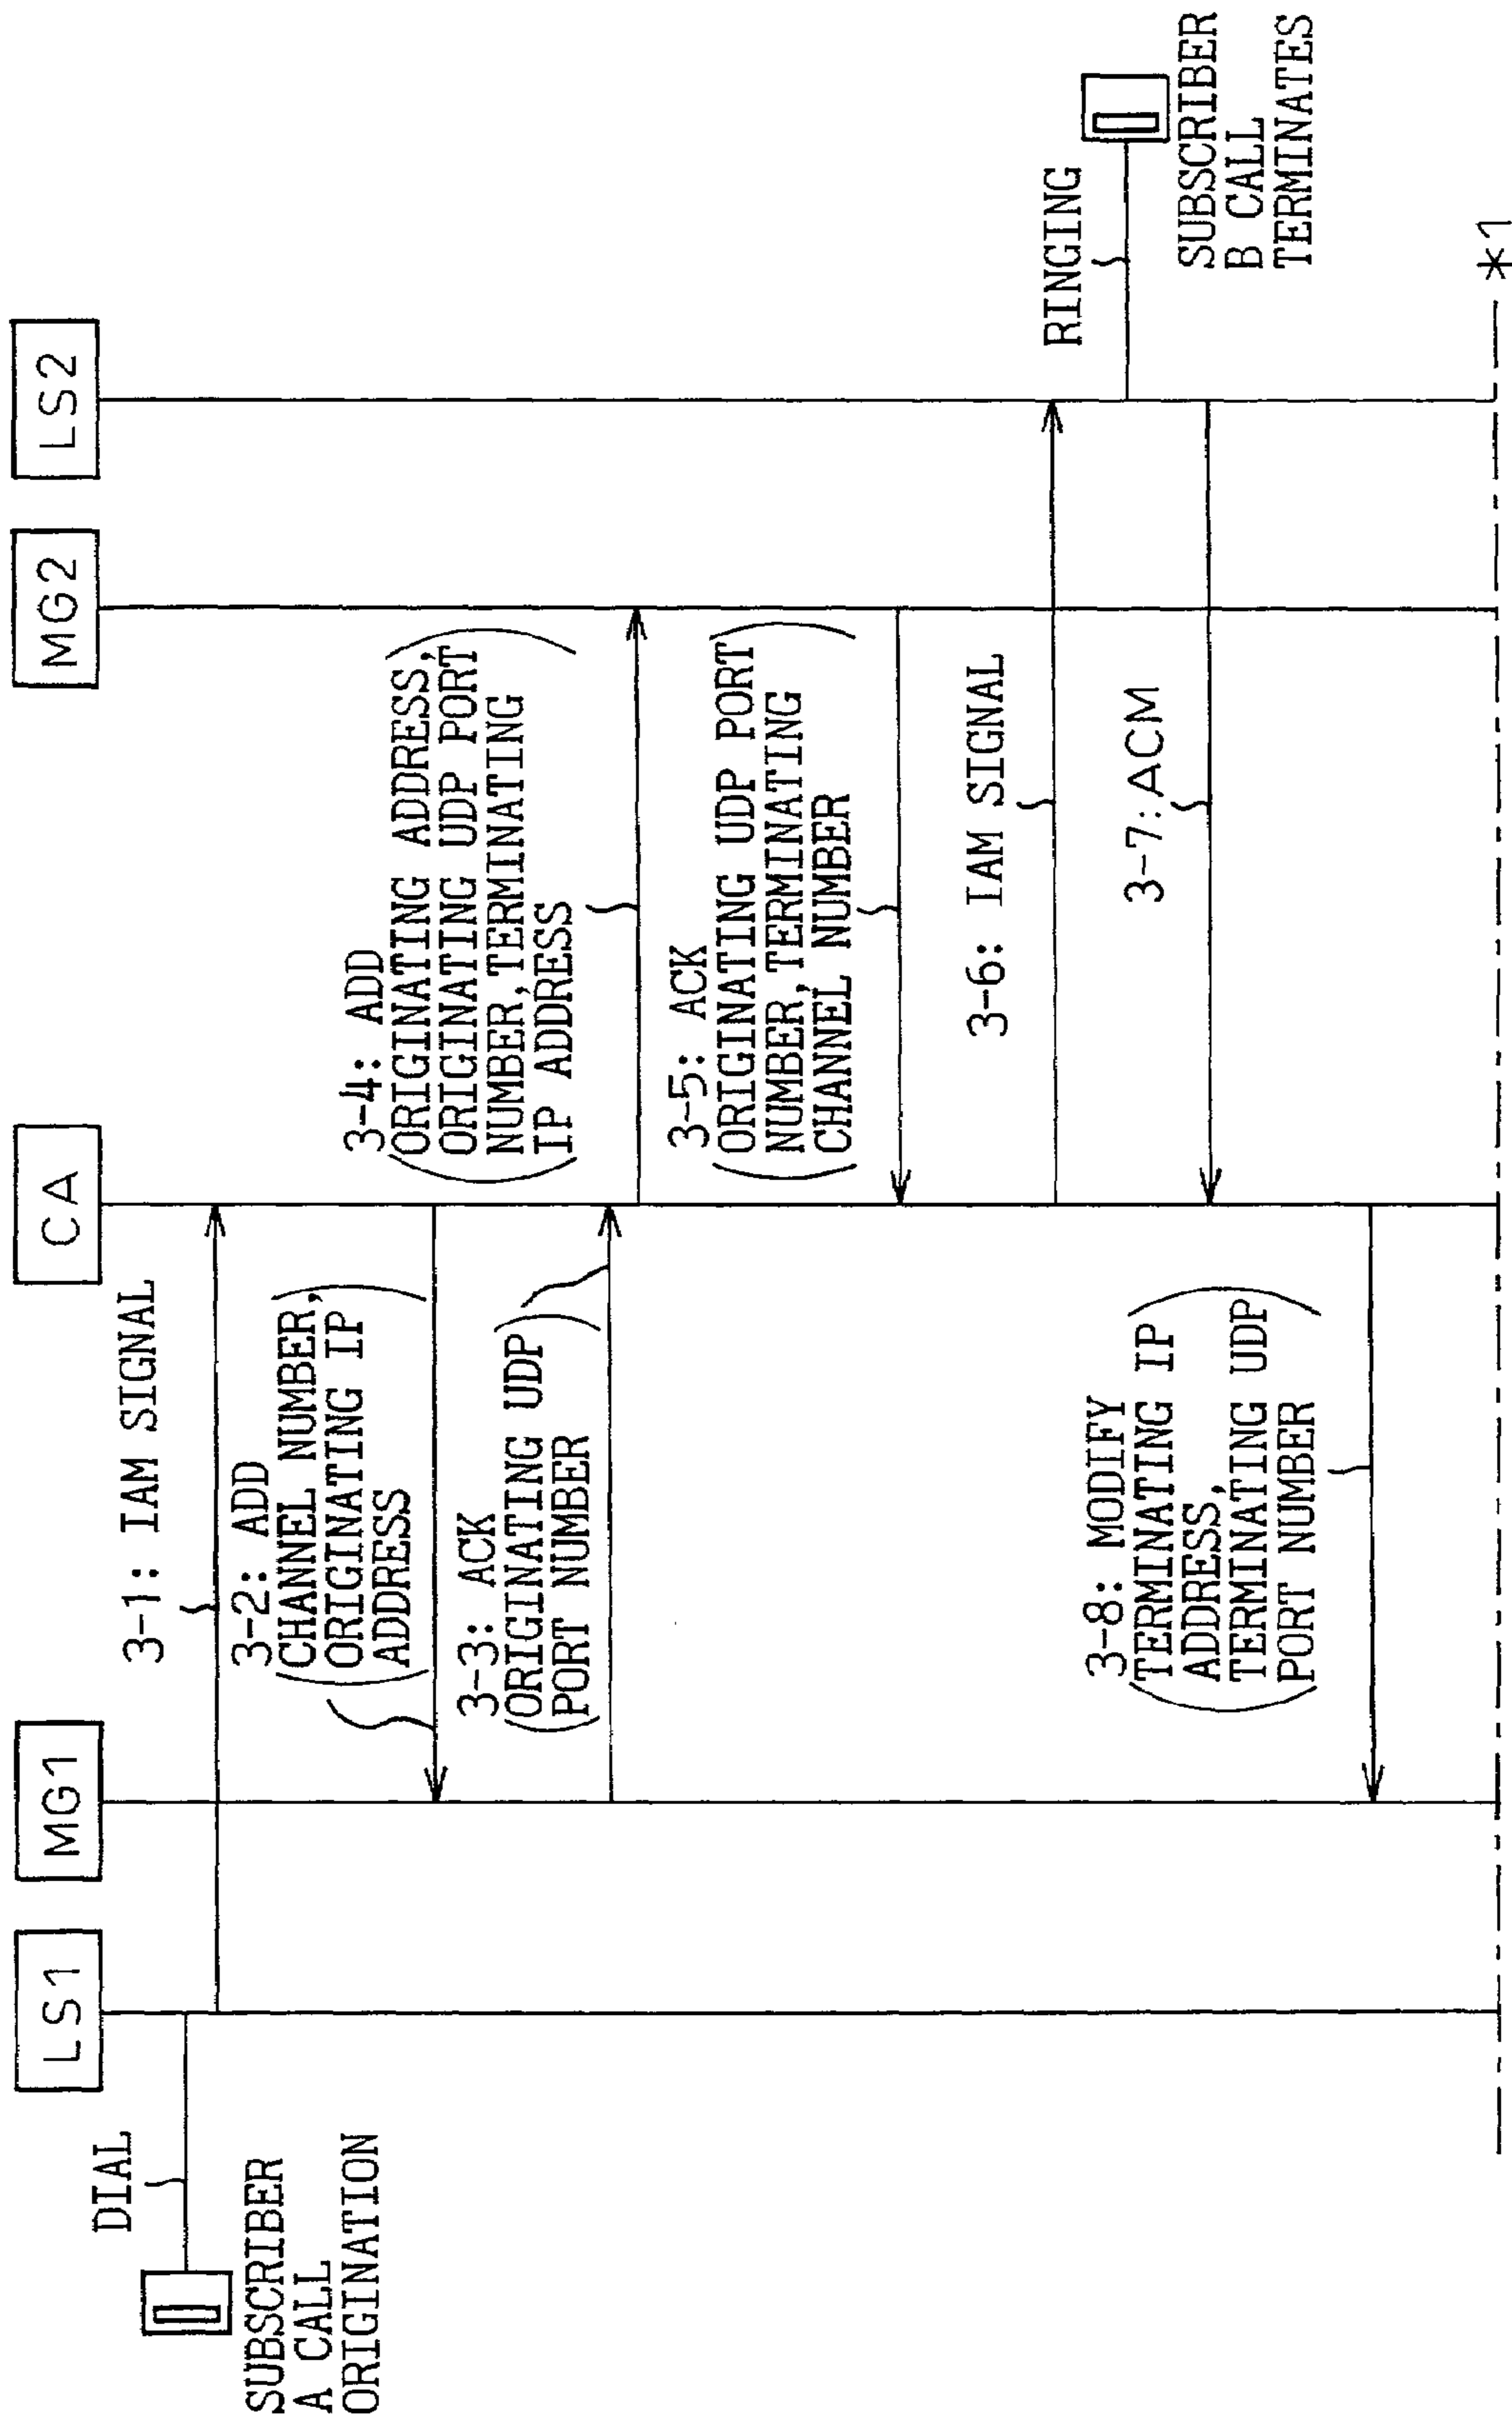 LS1
MG1
CA
MG2
LS2
DIAL
SUBSCRIBER
A CALL
ORIGINATION
3-1: IAM SIGNAL
3-2: ADD
(CHANNEL NUMBER,
ORIGINATING IP
ADDRESS)
3-3: ACK
(ORIGINATING UDP
PORT NUMBER)
3-4: ADD
(ORIGINATING ADDRESS,
ORIGINATING UDP PORT
NUMBER,TERMINATING
IP ADDRESS)
3-5: ACK
(ORIGINATING UDP PORT
NUMBER,TERMINATING
CHANNEL NUMBER)
3-6: IAM SIGNAL
RINGING
SUBSCRIBER
B CALL
TERMINATES
3-7:ACM
3-8: MODIFY
(TERMINATING IP
ADDRESS,
TERMINATING UDP
PORT NUMBER)
*1